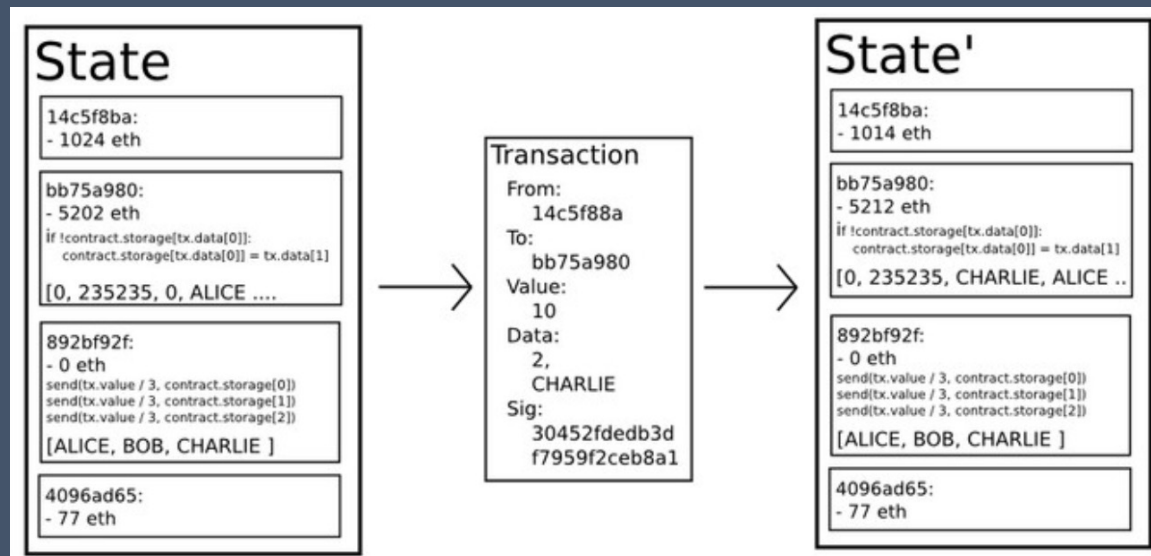 State
14c5f8ba:
- 1024 eth
bb75a980:
- 5202 eth
if !contract.storage[tx.data[0]]:
contract.storage[tx.data[0]] = tx.data[1]
[0, 235235, 0, ALICE ....
892bf92f:
- 0 eth
send(tx.value / 3, contract.storage[0])
send(tx.value / 3, contract.storage[1])
send(tx.value / 3, contract.storage[2])
[ALICE, BOB, CHARLIE ]
4096ad65:
- 77 eth
Transaction
From:
14c5f88a
To:
bb75a980
Value:
10
Data:
2,
CHARLIE
Sig:
30452fdedb3d
f7959f2ceb8a1
State'
14c5f8ba:
- 1014 eth
bb75a980:
- 5212 eth
if !contract.storage[tx.data[0]]:
contract.storage[tx.data[0]] = tx.data[1]
[0, 235235, CHARLIE, ALICE ..
892bf92f:
- 0 eth
send(tx.value / 3, contract.storage[0])
send(tx.value / 3, contract.storage[1])
send(tx.value / 3, contract.storage[2])
[ALICE, BOB, CHARLIE ]
4096ad65:
- 77 eth